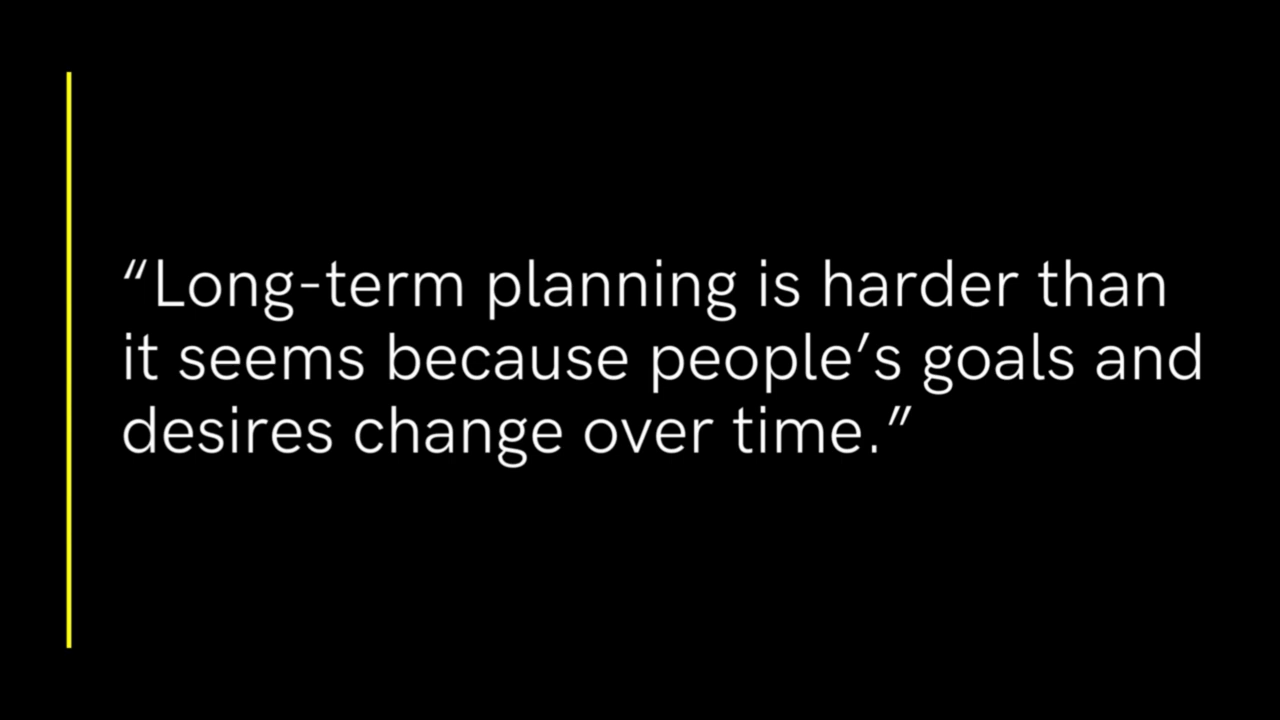 “Long-term planning is harder than
it seems because people’s goals and
desires change over time.”